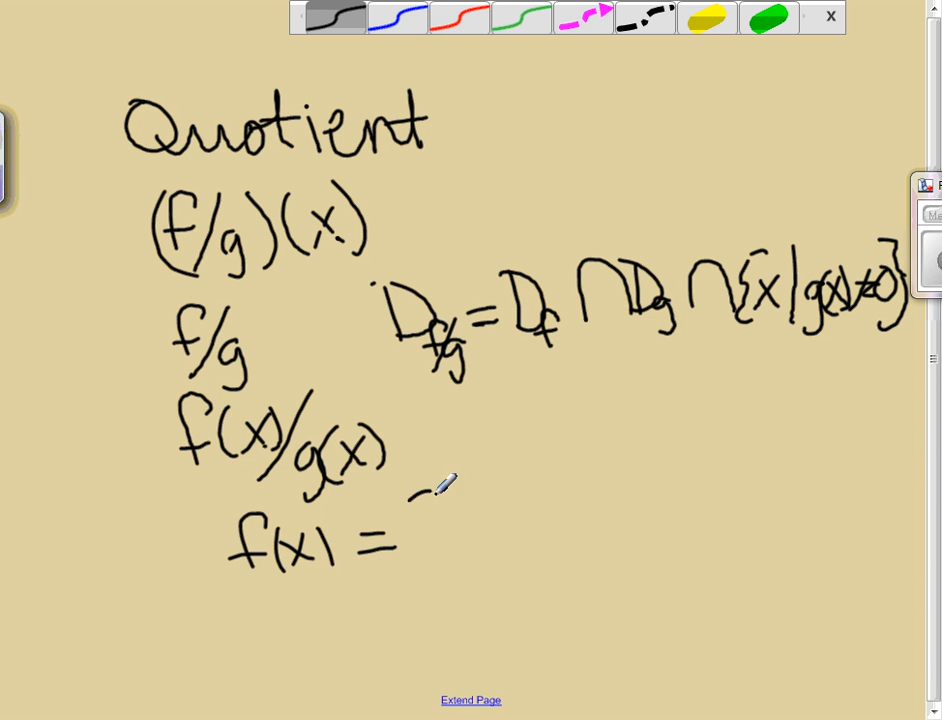 Quotient
(f/g)(x)
D_{f/g} = D_f ∩ D_g ∩ {x | g(x) ≠ 0}
f/g
f(x)/g(x)
f(x) =
Extend Page
X